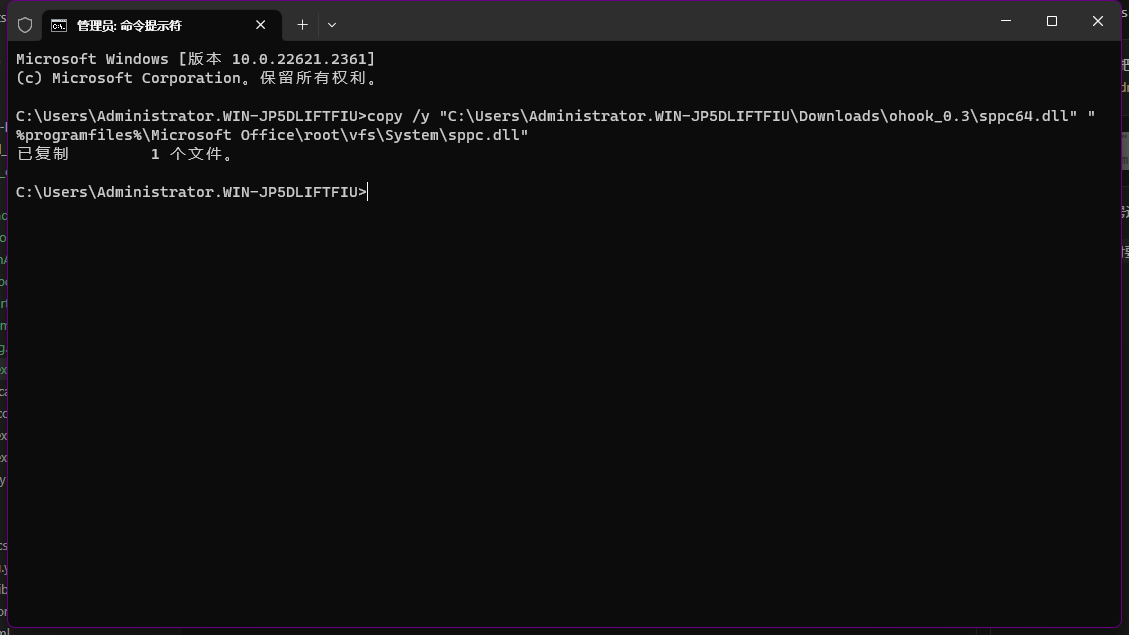 管理员: 命令提示符
Microsoft Windows [版本 10.0.22621.2361]
(c) Microsoft Corporation。保留所有权利。
C:\Users\Administrator.WIN-JP5DLIFTFIU>copy /y "C:\Users\Administrator.WIN-JP5DLIFTFIU\Downloads\ohook_0.3\sppc64.dll" "
%programfiles%\Microsoft Office\root\vfs\System\sppc.dll"
已复制         1 个文件。
C:\Users\Administrator.WIN-JP5DLIFTFIU>